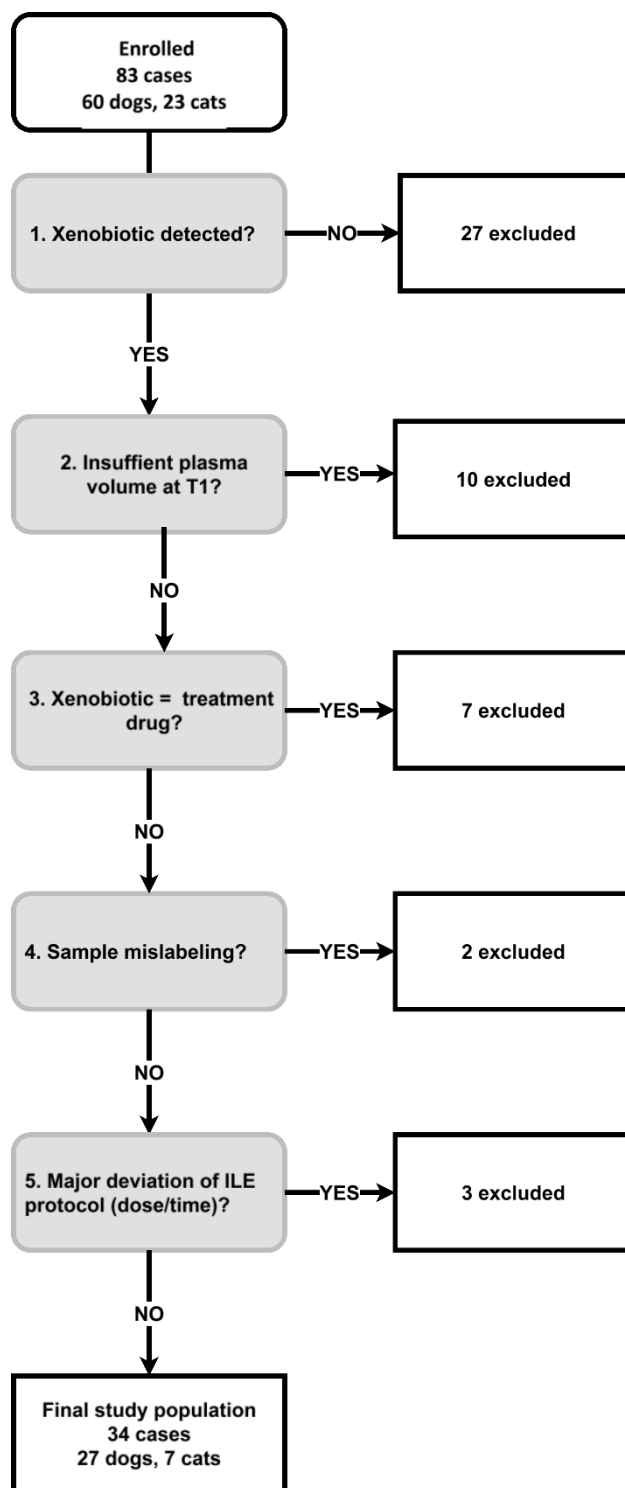 Enrolled
83 cases
60 dogs, 23 cats
1. Xenobiotic detected?
NO
27 excluded
YES
2. Insuffient plasma
volume at T1?
YES
10 excluded
NO
3. Xenobiotic = treatment
drug?
YES
7 excluded
NO
4. Sample mislabeling?
YES
2 excluded
NO
5. Major deviation of ILE
protocol (dose/time)?
YES
3 excluded
NO
Final study population
34 cases
27 dogs, 7 cats